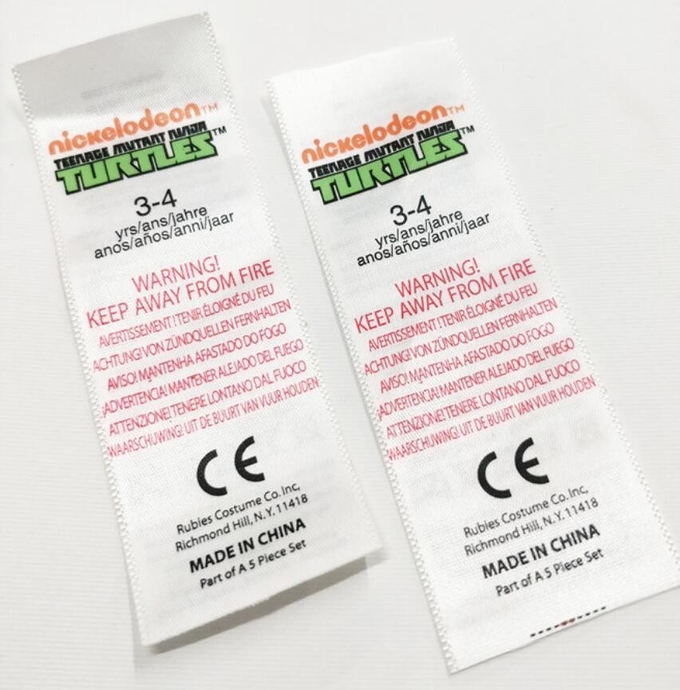 nickelodeon™
TEENAGE MUTANT NINJA
TURTLES™
3-4
yrs/ans/jahre
anos/años/anni/jaar
WARNING!
KEEP AWAY FROM FIRE
AVERTISSEMENT ! TENIR ÉLOIGNÉ DU FEU
ACHTUNG! VON ZÜNDQUELLEN FERNHALTEN
AVISO! MANTENHA AFASTADO DO FOGO
¡ADVERTENCIA! MANTENER ALEJADO DEL FUEGO
ATTENZIONE! TENERE LONTANO DAL FUOCO
WAARSCHUWING! UIT DE BUURT VAN VUUR HOUDEN
CE
Rubies Costume Co. Inc,
Richmond Hill, N.Y. 11418
MADE IN CHINA
Part of A 5 Piece Set
nickelodeon™
TEENAGE MUTANT NINJA
TURTLES™
3-4
yrs/ans/jahre
anos/años/anni/jaar
WARNING!
KEEP AWAY FROM FIRE
AVERTISSEMENT ! TENIR ÉLOIGNÉ DU FEU
ACHTUNG! VON ZÜNDQUELLEN FERNHALTEN
AVISO! MANTENHA AFASTADO DO FOGO
¡ADVERTENCIA! MANTENER ALEJADO DEL FUEGO
ATTENZIONE! TENERE LONTANO DAL FUOCO
WAARSCHUWING! UIT DE BUURT VAN VUUR HOUDEN
CE
Rubies Costume Co. Inc,
Richmond Hill, N.Y. 11418
MADE IN CHINA
Part of A 5 Piece Set